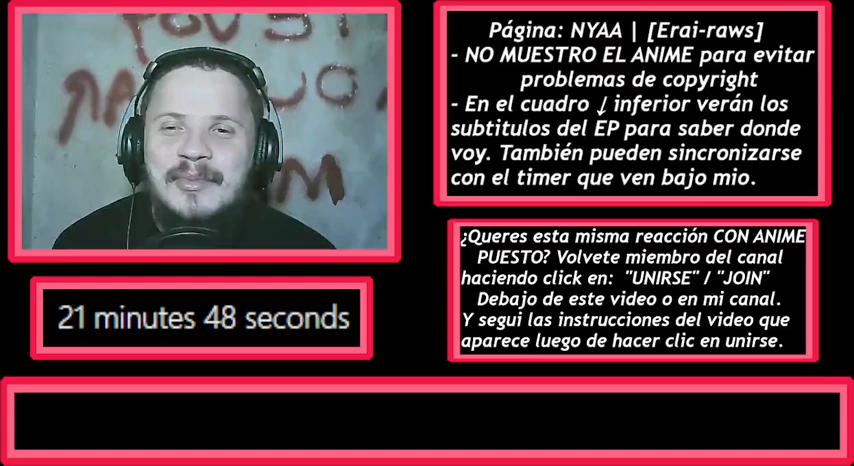 Página: NYAA | [Erai-raws]
- NO MUESTRO EL ANIME para evitar
problemas de copyright
- En el cuadro ↓ inferior verán los
subtitulos del EP para saber donde
voy. También pueden sincronizarse
con el timer que ven bajo mio.
¿Queres esta misma reacción CON ANIME
PUESTO? Volvete miembro del canal
haciendo click en: "UNIRSE" / "JOIN"
Debajo de este video o en mi canal.
Y segui las instrucciones del video que
aparece luego de hacer clic en unirse.
21 minutes 48 seconds